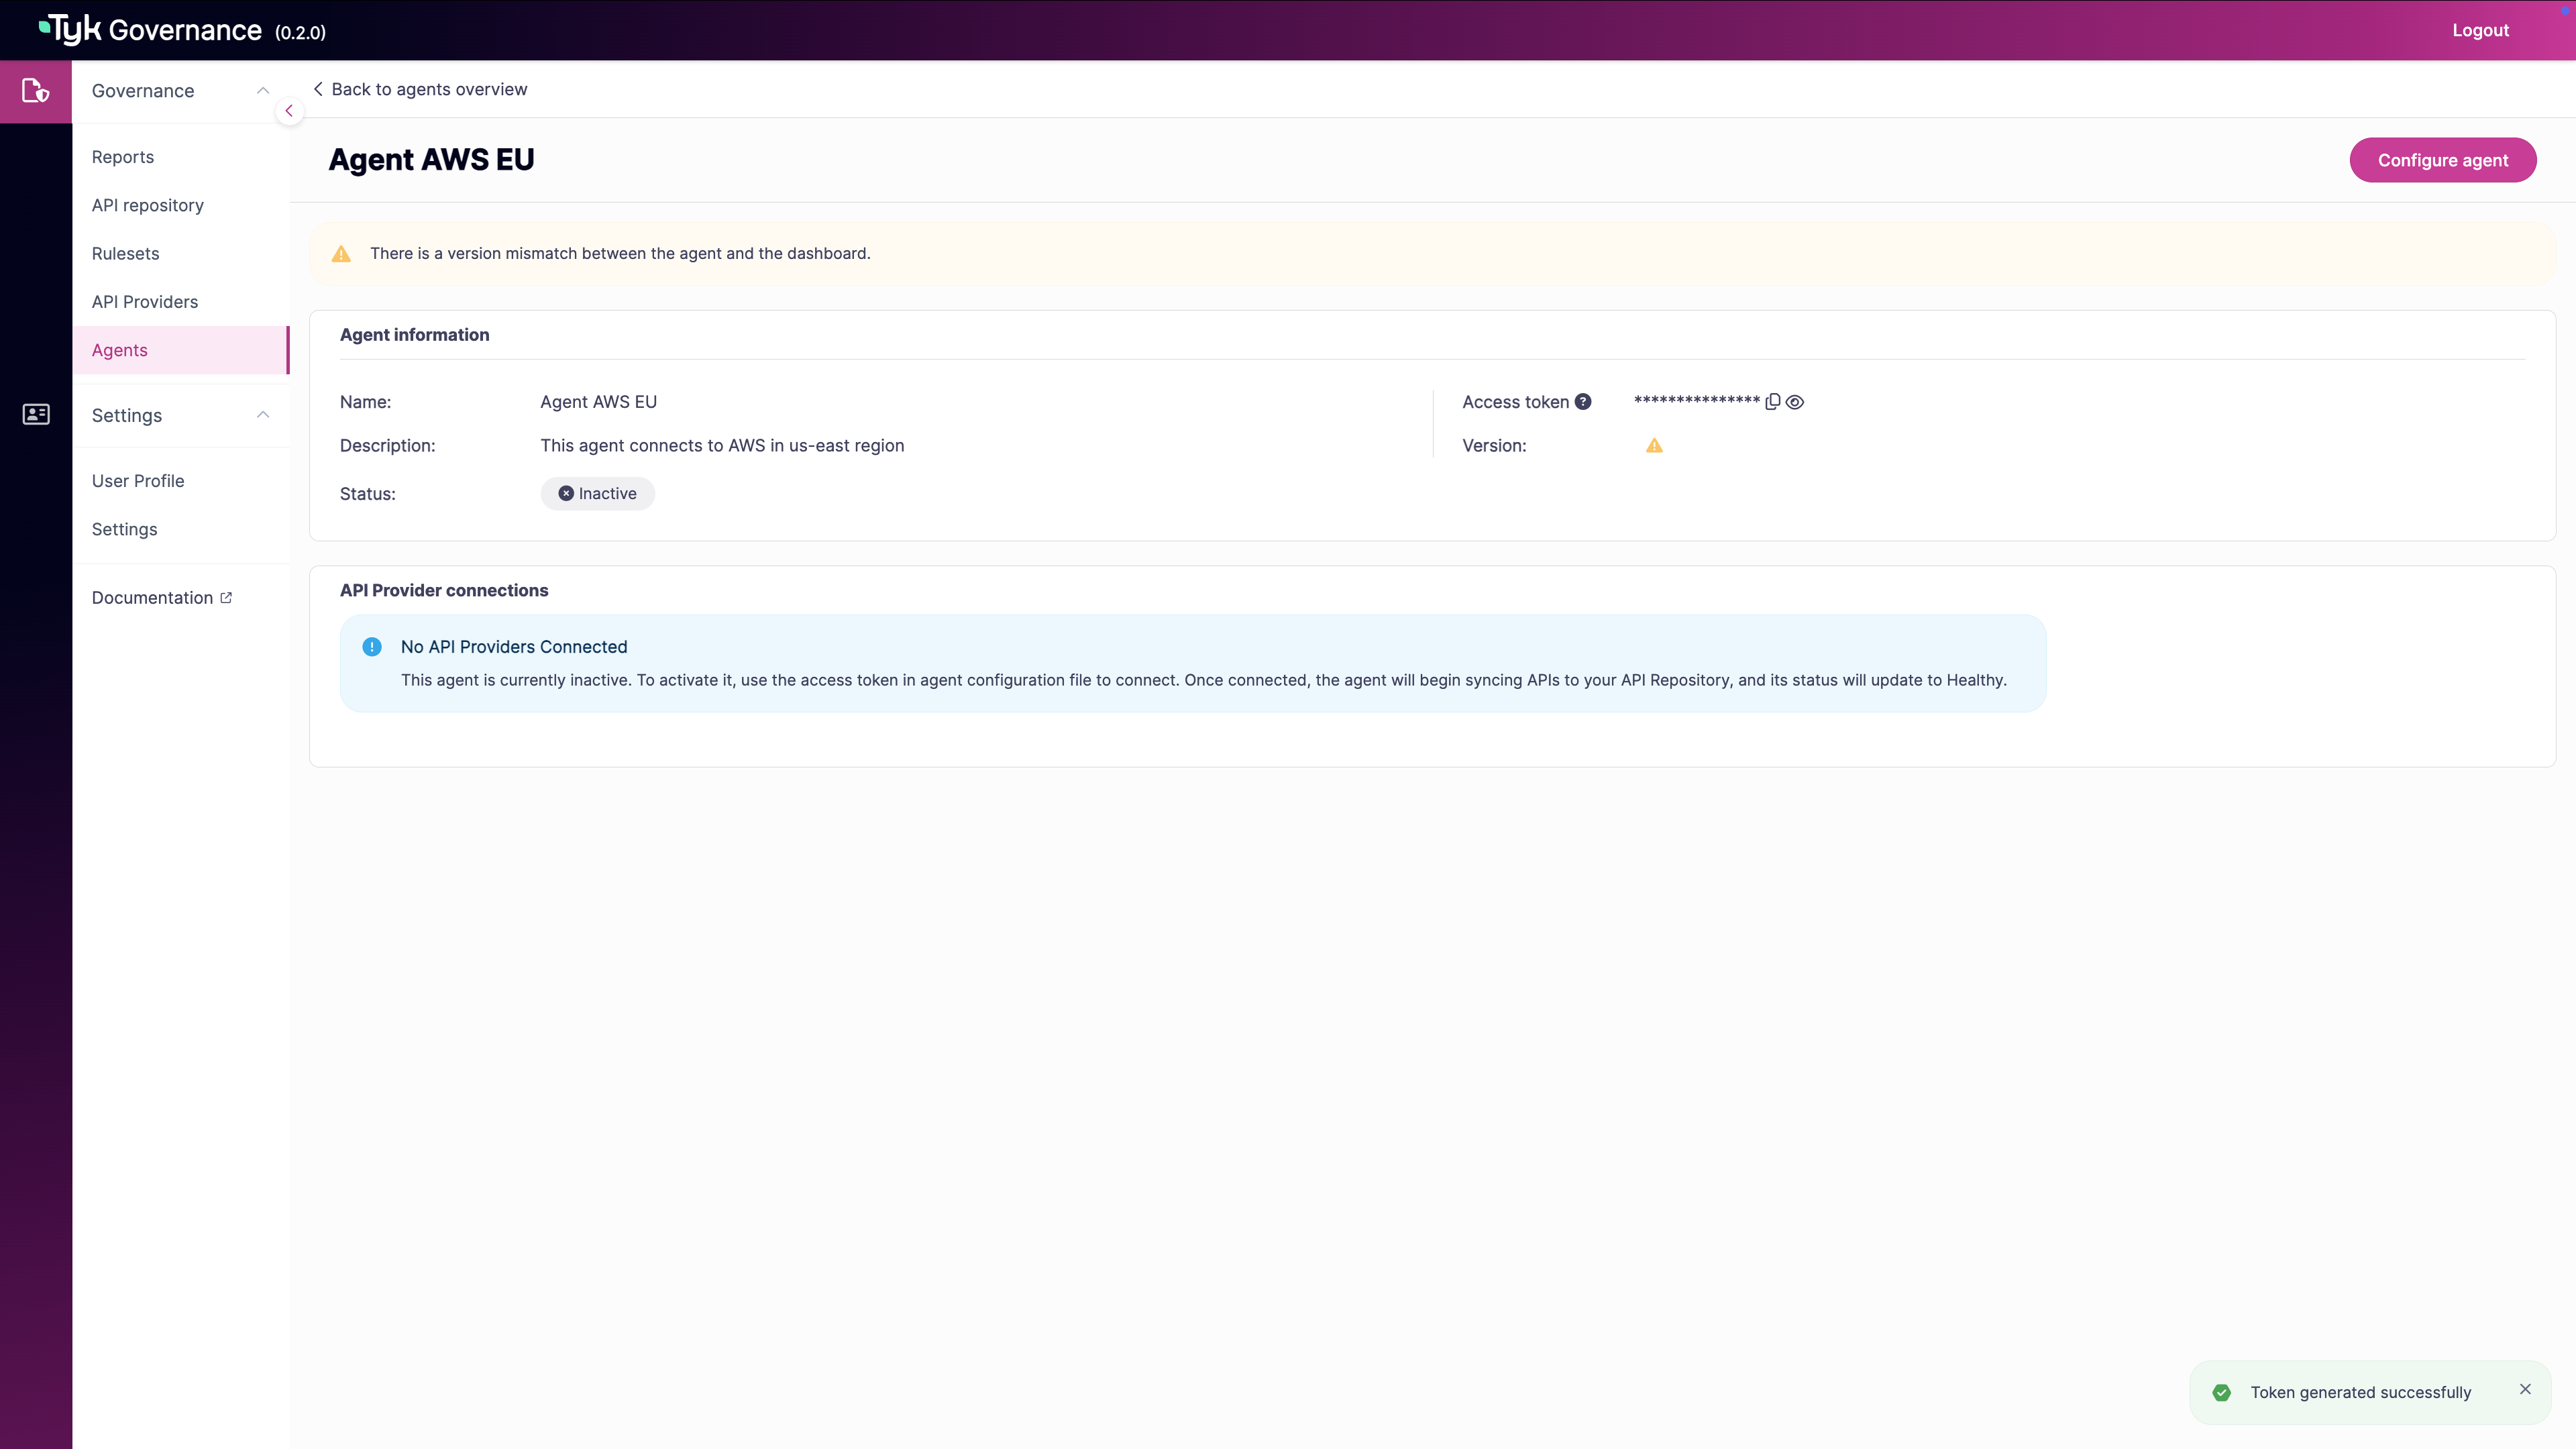 Tyk Governance (0.2.0)
Logout
Governance
Reports
API repository
Rulesets
API Providers
Agents
Settings
User Profile
Settings
Documentation
Back to agents overview
Agent AWS EU
Configure agent
There is a version mismatch between the agent and the dashboard.
Agent information
Name: Agent AWS EU
Description: This agent connects to AWS in us-east region
Status: Inactive
Access token ***************
Version:
API Provider connections
No API Providers Connected
This agent is currently inactive. To activate it, use the access token in agent configuration file to connect. Once connected, the agent will begin syncing APIs to your API Repository, and its status will update to Healthy.
Token generated successfully